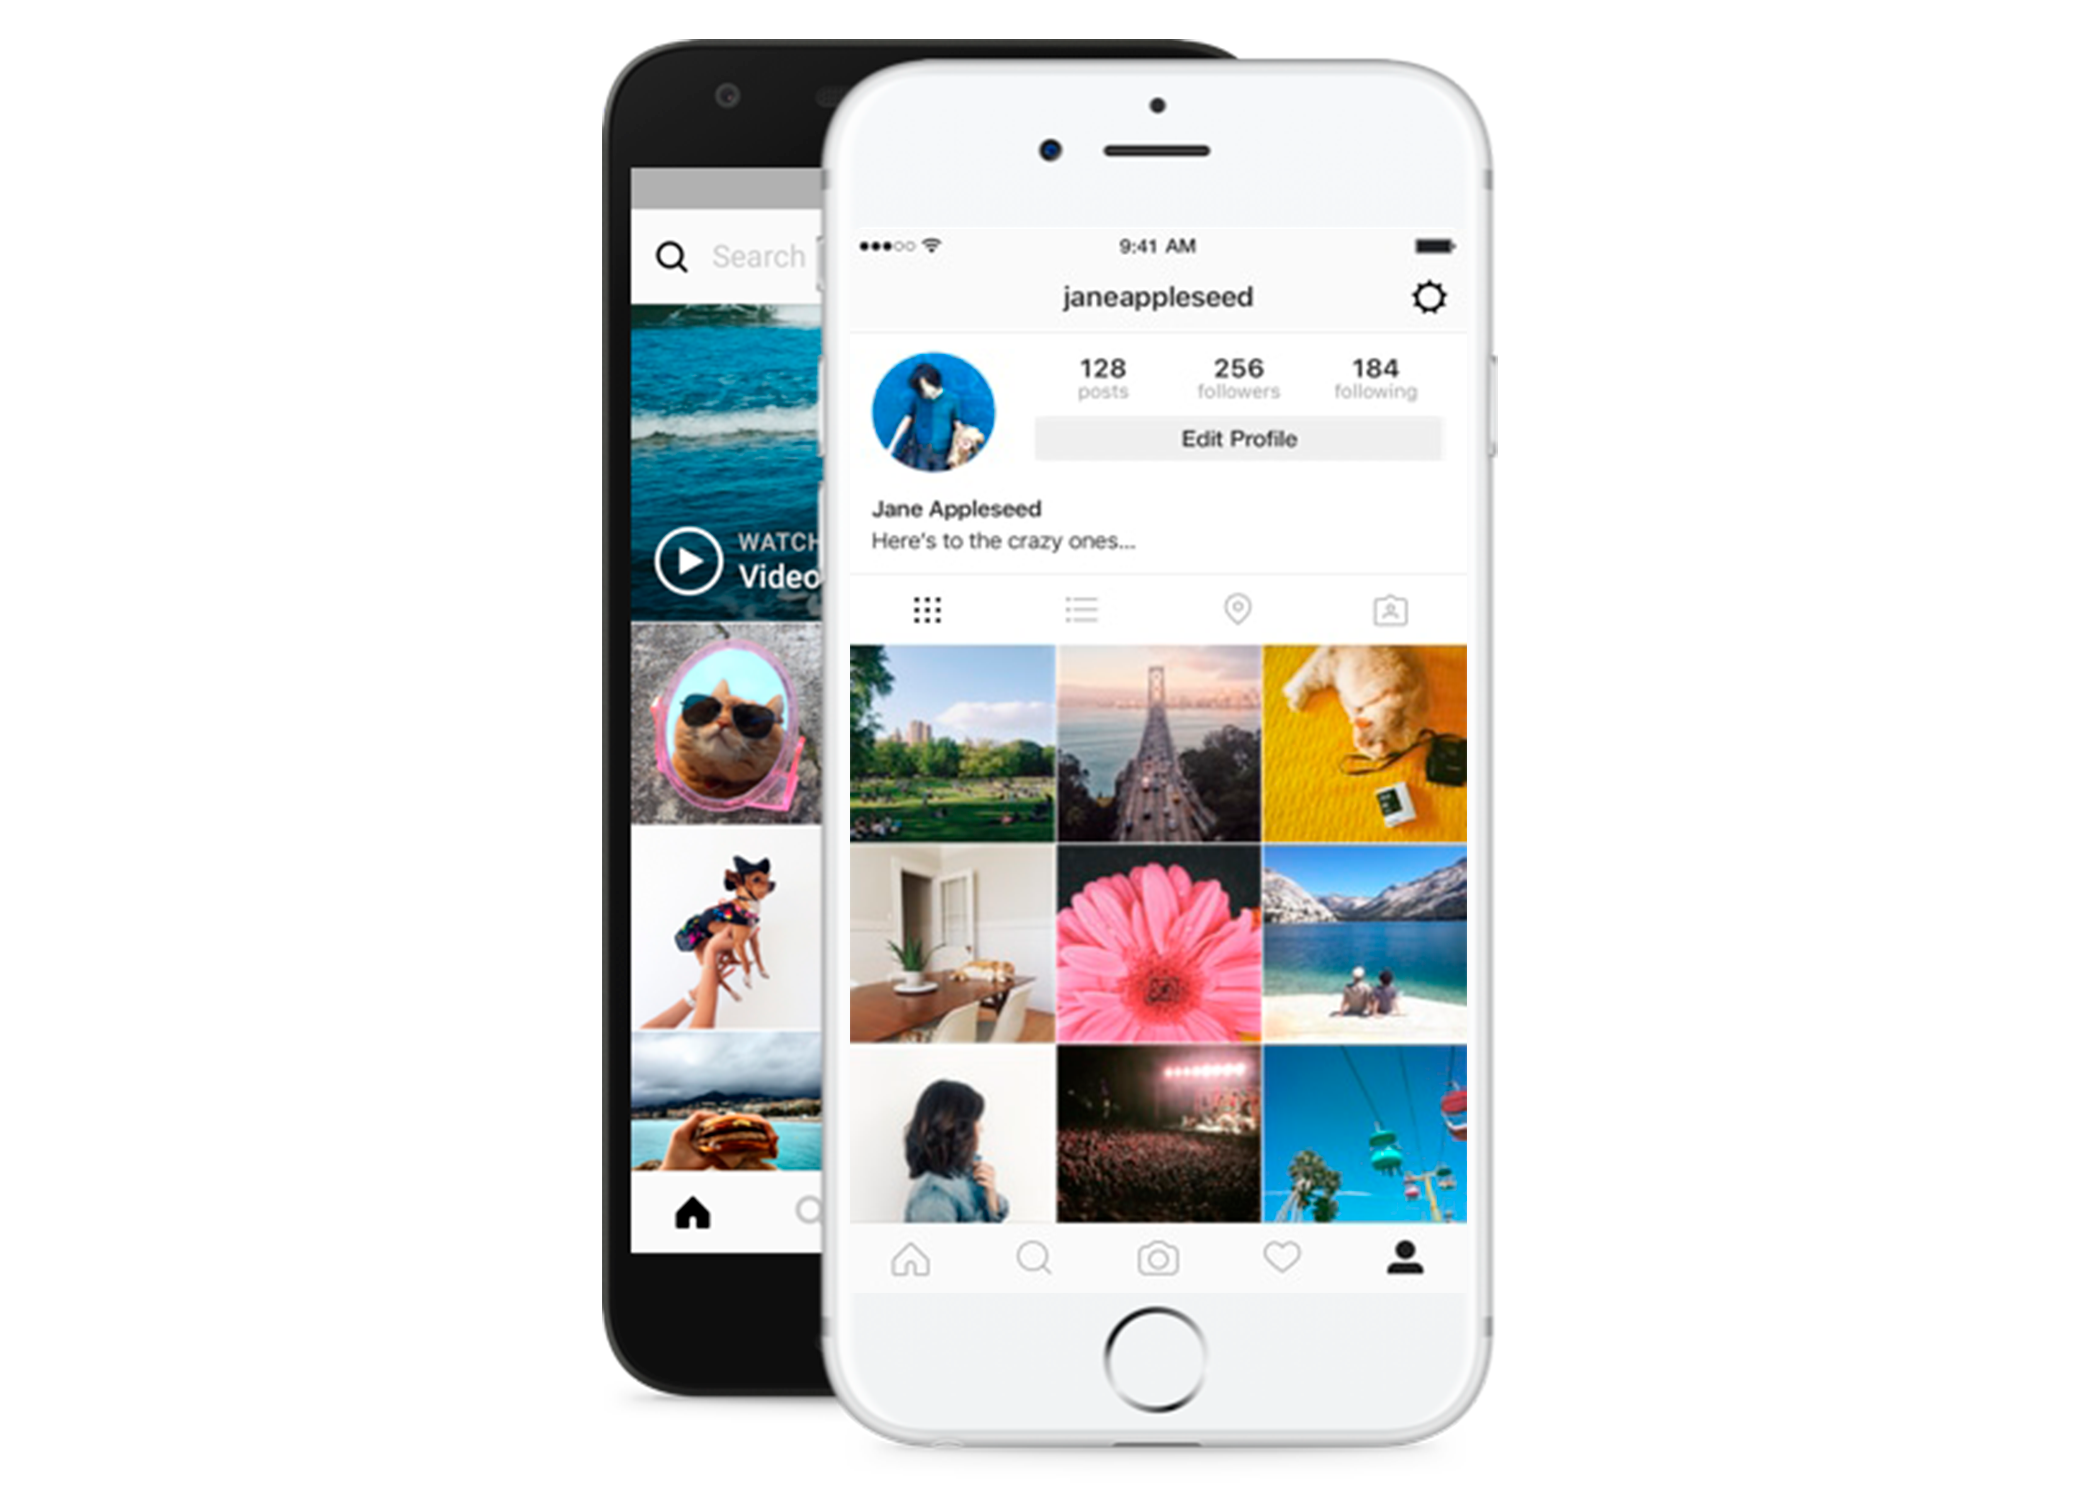 Search
WATCH
Video
9:41 AM
janeappleseed
128 256 184
posts followers following
Edit Profile
Jane Appleseed
Here's to the crazy ones...